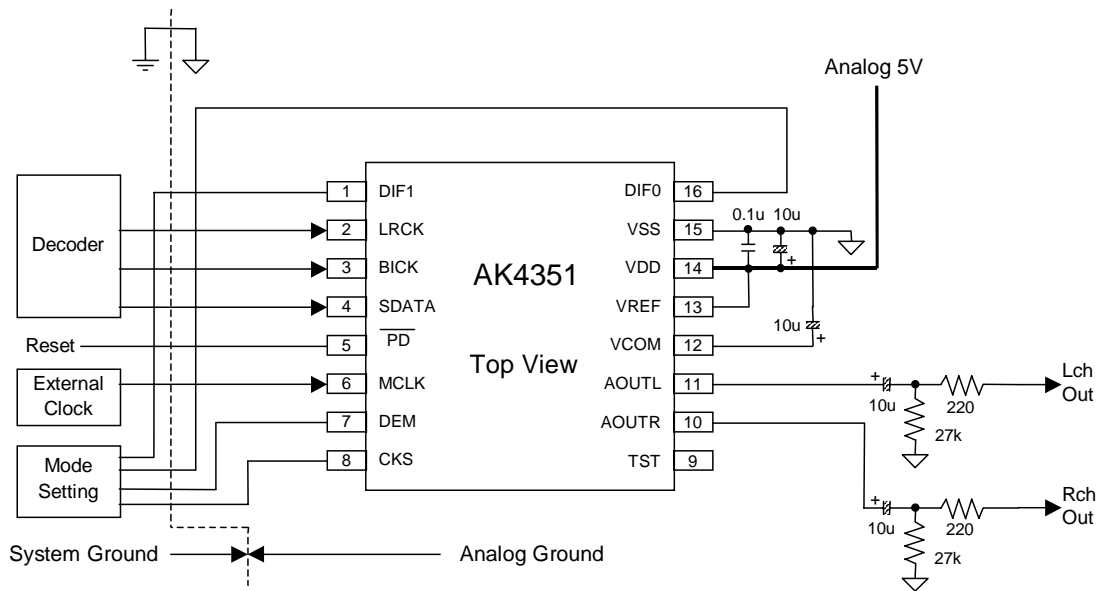 Analog 5V
Decoder
1 DIF1
2 LRCK
3 BICK
4 SDATA
Reset
5 PD
External
Clock
6 MCLK
7 DEM
Mode
Setting
8 CKS
AK4351
Top View
DIF0 16
VSS 15
VDD 14
VREF 13
VCOM 12
AOUTL 11
AOUTR 10
TST 9
0.1u 10u
+
10u
+
+
10u
220
27k
Lch
Out
+
10u
220
27k
Rch
Out
System Ground
Analog Ground